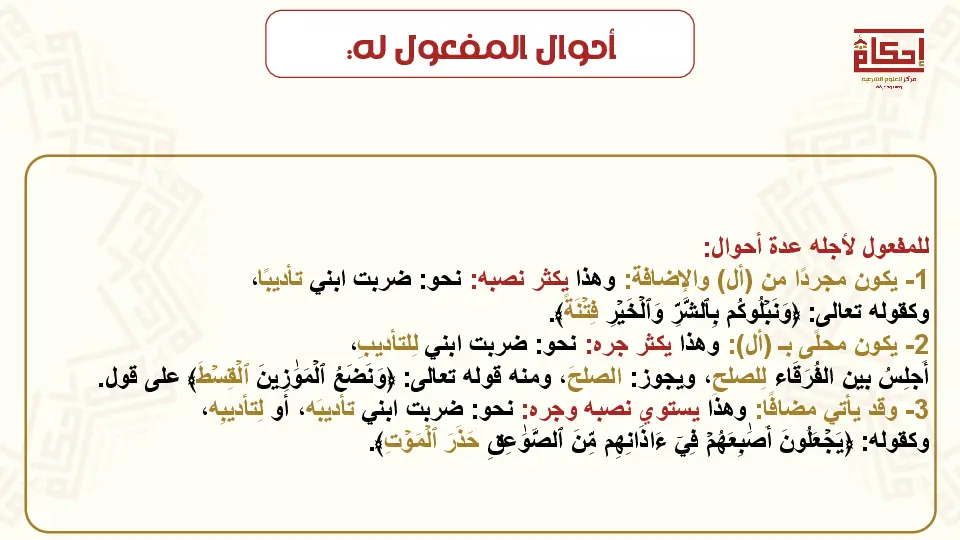 أحوال المفعول له:
إحكام
مركز للعلوم الشرعية
للمفعول لأجله عدة أحوال:
1- يكون مجردًا من (أل) والإضافة: وهذا يكثر نصبه: نحو: ضربت ابني تأديبًا،
وكقوله تعالى: ﴿وَنَبۡلُوكُم بِٱلشَّرِّ وَٱلۡخَيۡرِ فِتۡنَةٗ﴾.
2- يكون محلًى بـ (أل): وهذا يكثر جره: نحو: ضربت ابني لِلتأديبِ،
أَجلِسُ بين الفُرَقَاء لِلصلحِ، ويجوز: الصلحَ، ومنه قوله تعالى: ﴿وَنَضَعُ ٱلۡمَوَٰزِينَ ٱلۡقِسۡطَ﴾ على قول.
3- وقد يأتي مضافًا: وهذا يستوي نصبه وجره: نحو: ضربت ابني تأديبَه، أو لِتأديبِه،
وكقوله: ﴿يَجۡعَلُونَ أَصَٰبِعَهُمۡ فِيٓ ءَاذَانِهِم مِّنَ ٱلصَّوَٰعِقِ حَذَرَ ٱلۡمَوۡتِ﴾.